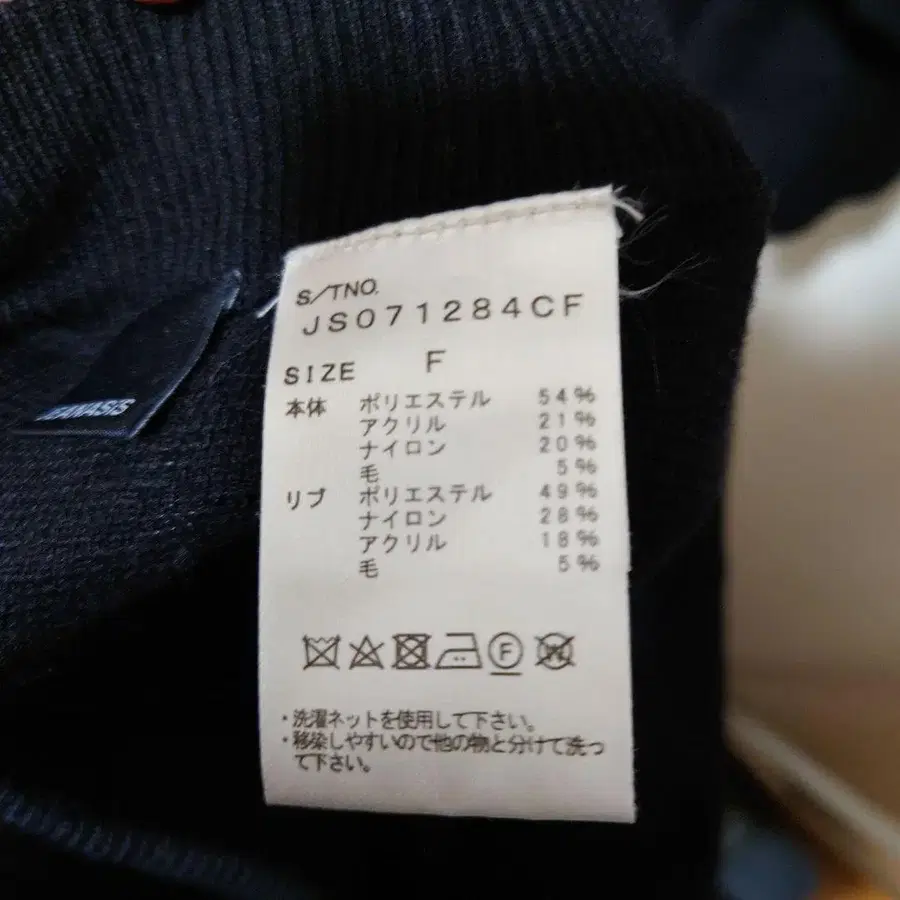 S/TNO.
JS071284CF
SIZE F
本体 ポリエステル 54%
アクリル 21%
ナイロン 20%
毛 5%
リブ ポリエステル 49%
ナイロン 28%
アクリル 18%
毛 5%
F
W
・洗濯ネットを使用して下さい。
・移染しやすいので他の物と分けて洗っ
て下さい。